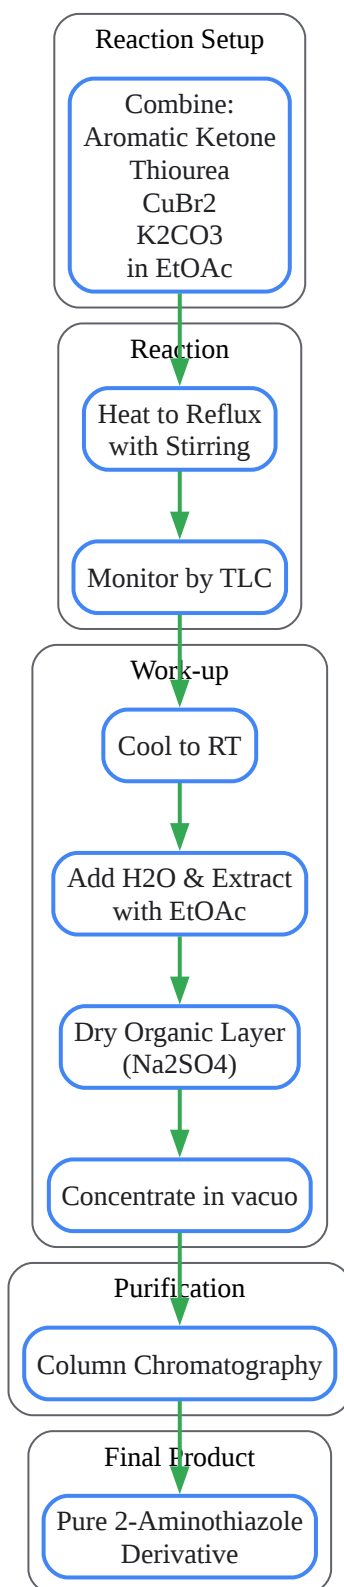 Reaction Setup
Combine:
Aromatic Ketone
Thiourea
CuBr2
K2CO3
in EtOAc
Reaction
Heat to Reflux
with Stirring
Monitor by TLC
Work-up
Cool to RT
Add H2O & Extract
with EtOAc
Dry Organic Layer
(Na2SO4)
Concentrate in vacuo
Purification
Column Chromatography
Final Product
Pure 2-Aminothiazole
Derivative